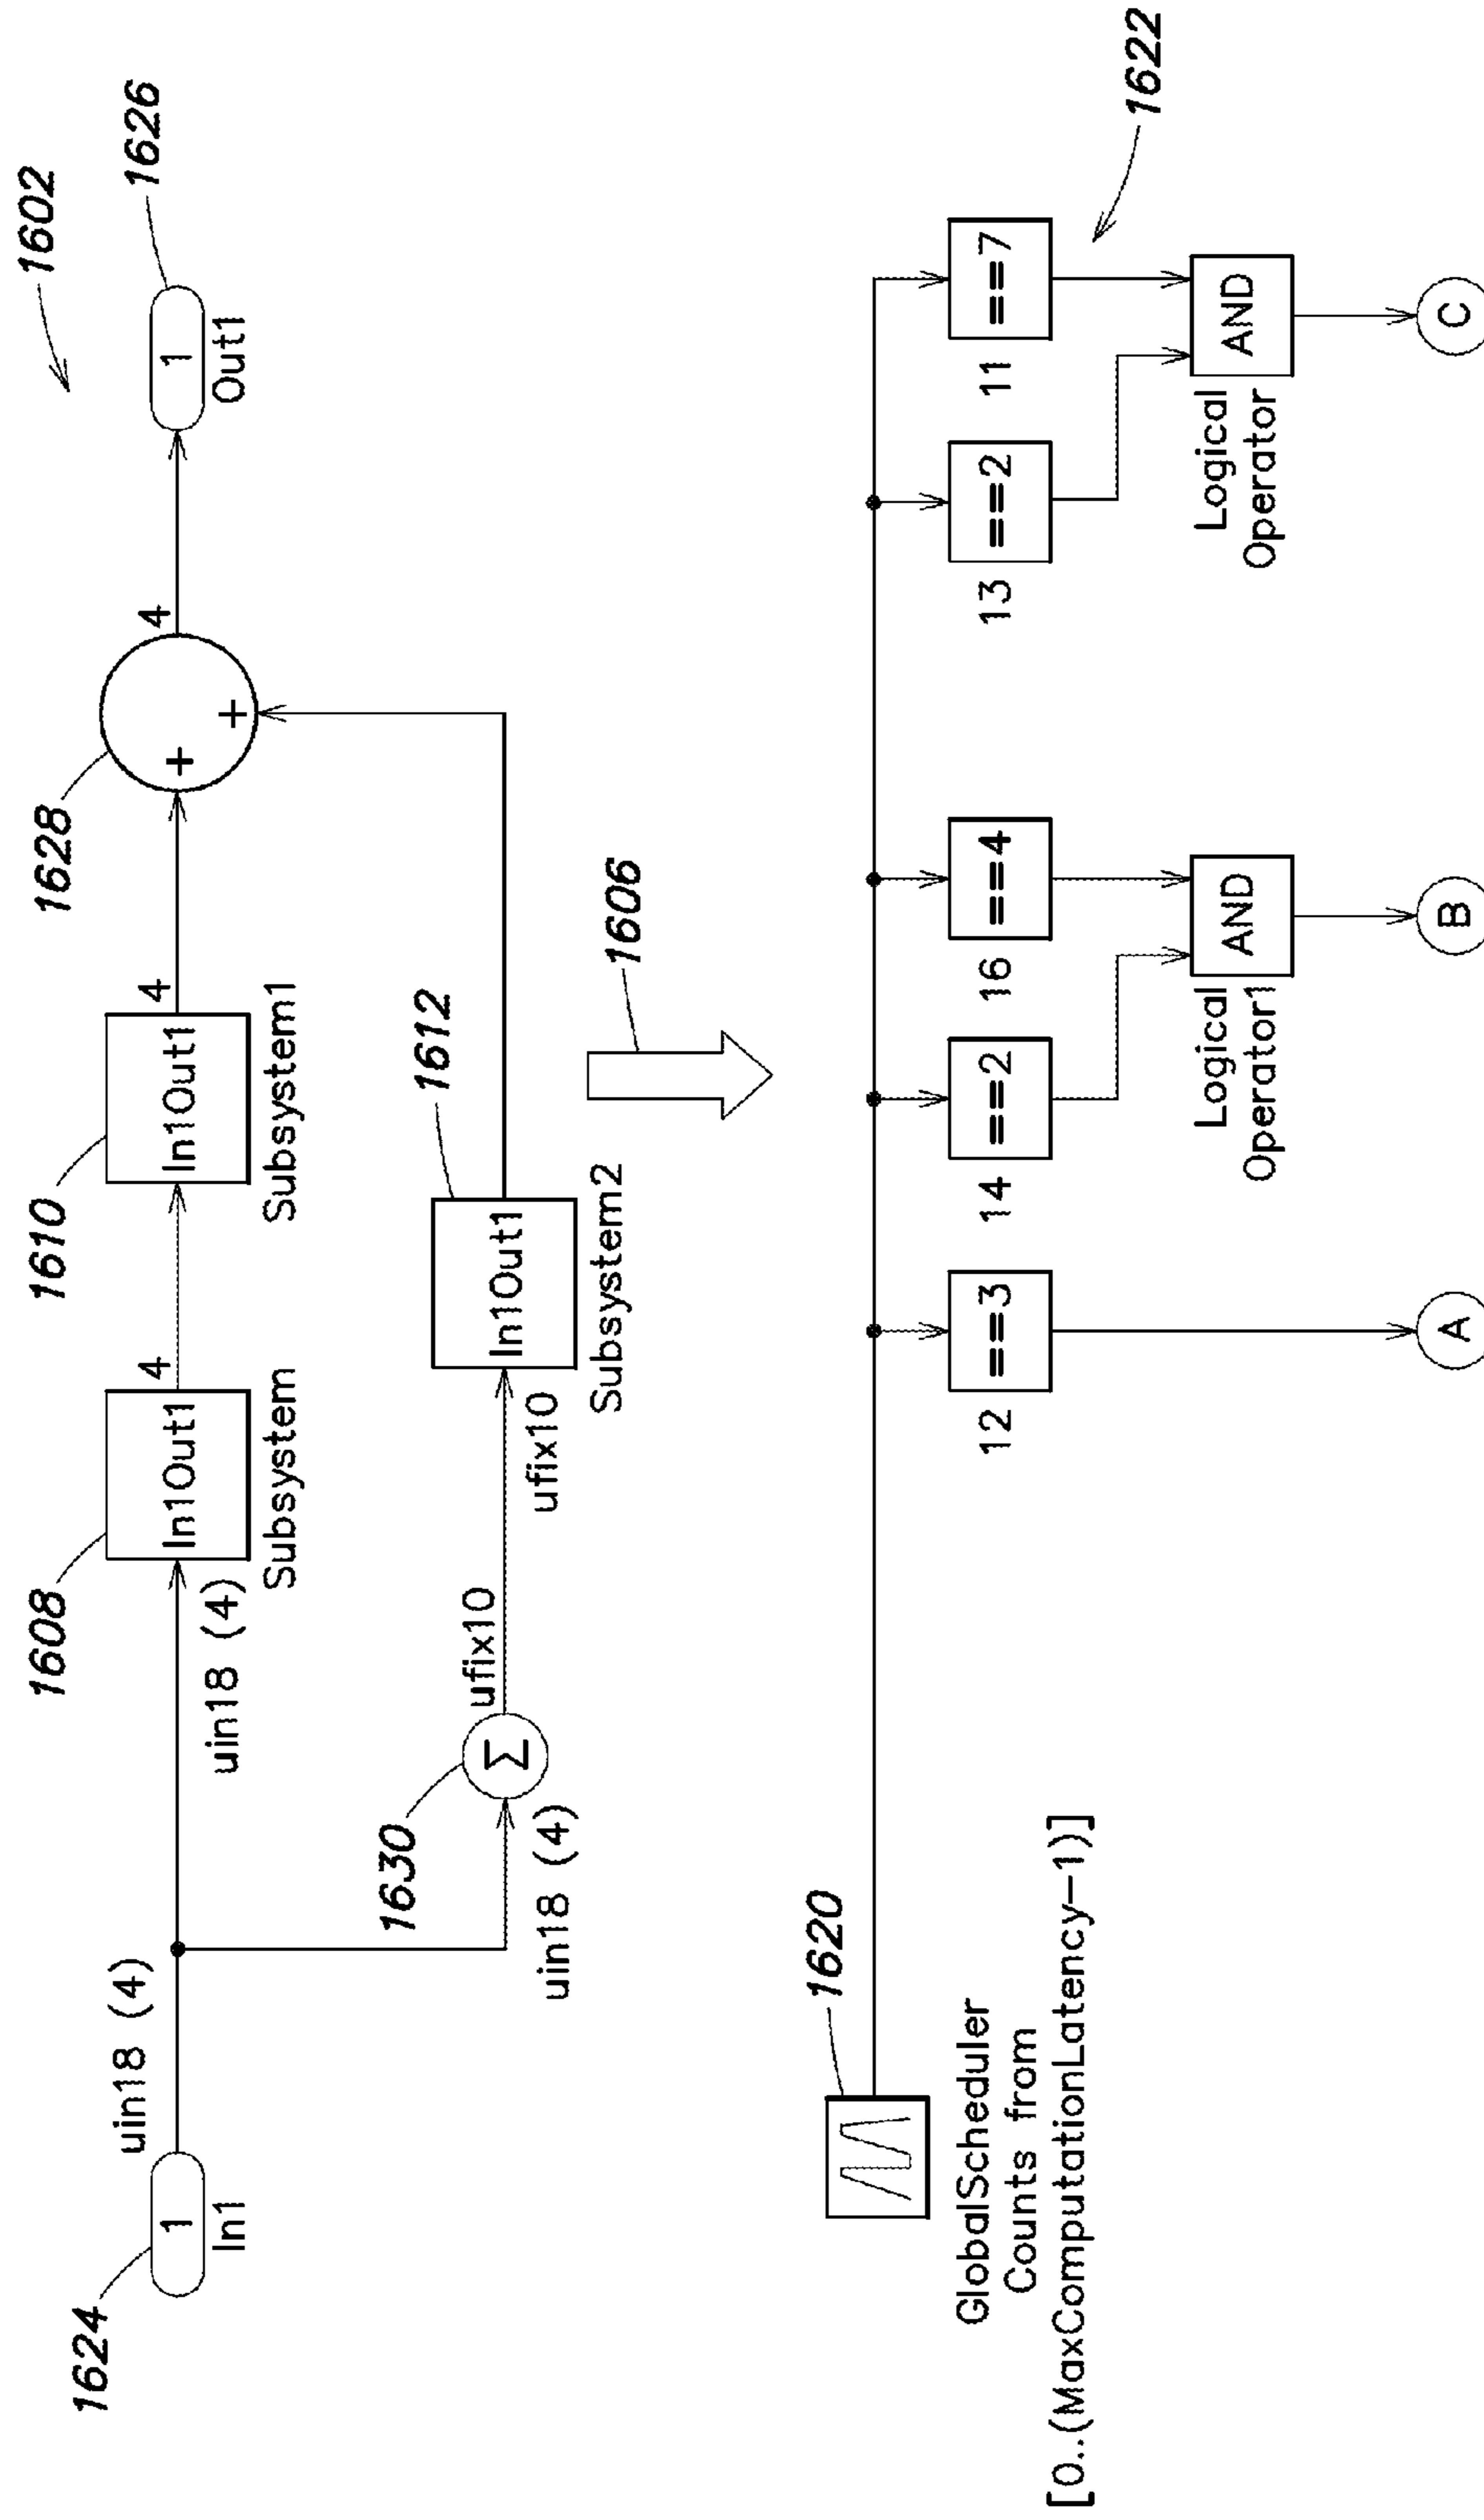 1602
1624
1
In1
uin18 (4)
uin18 (4)
1608
In1Out1
Subsystem
4
1610
In1Out1
Subsystem1
4
1628
+
+
4
1626
1
Out1
1630
uin18 (4)
Σ
ufix10
ufix10
1612
In1Out1
Subsystem2
1606
1620
GlobalScheduler
Counts from
[0..(MaxComputationLatency-1)]
12
==3
14
==2
16
==4
13
==2
11
==7
1622
Logical
Operator1
AND
Logical
Operator
AND
A
B
C